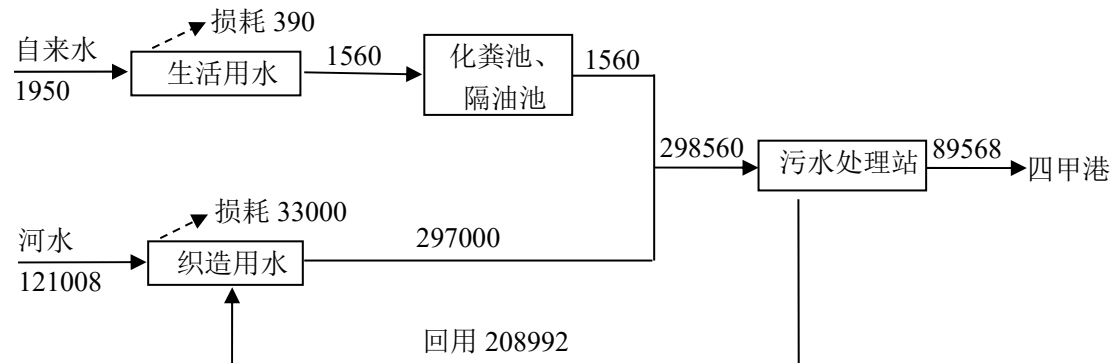 损耗 390
自来水
1950
生活用水
1560
化粪池、
隔油池
1560
298560
污水处理站
89568
四甲港
损耗 33000
河水
121008
织造用水
297000
回用 208992